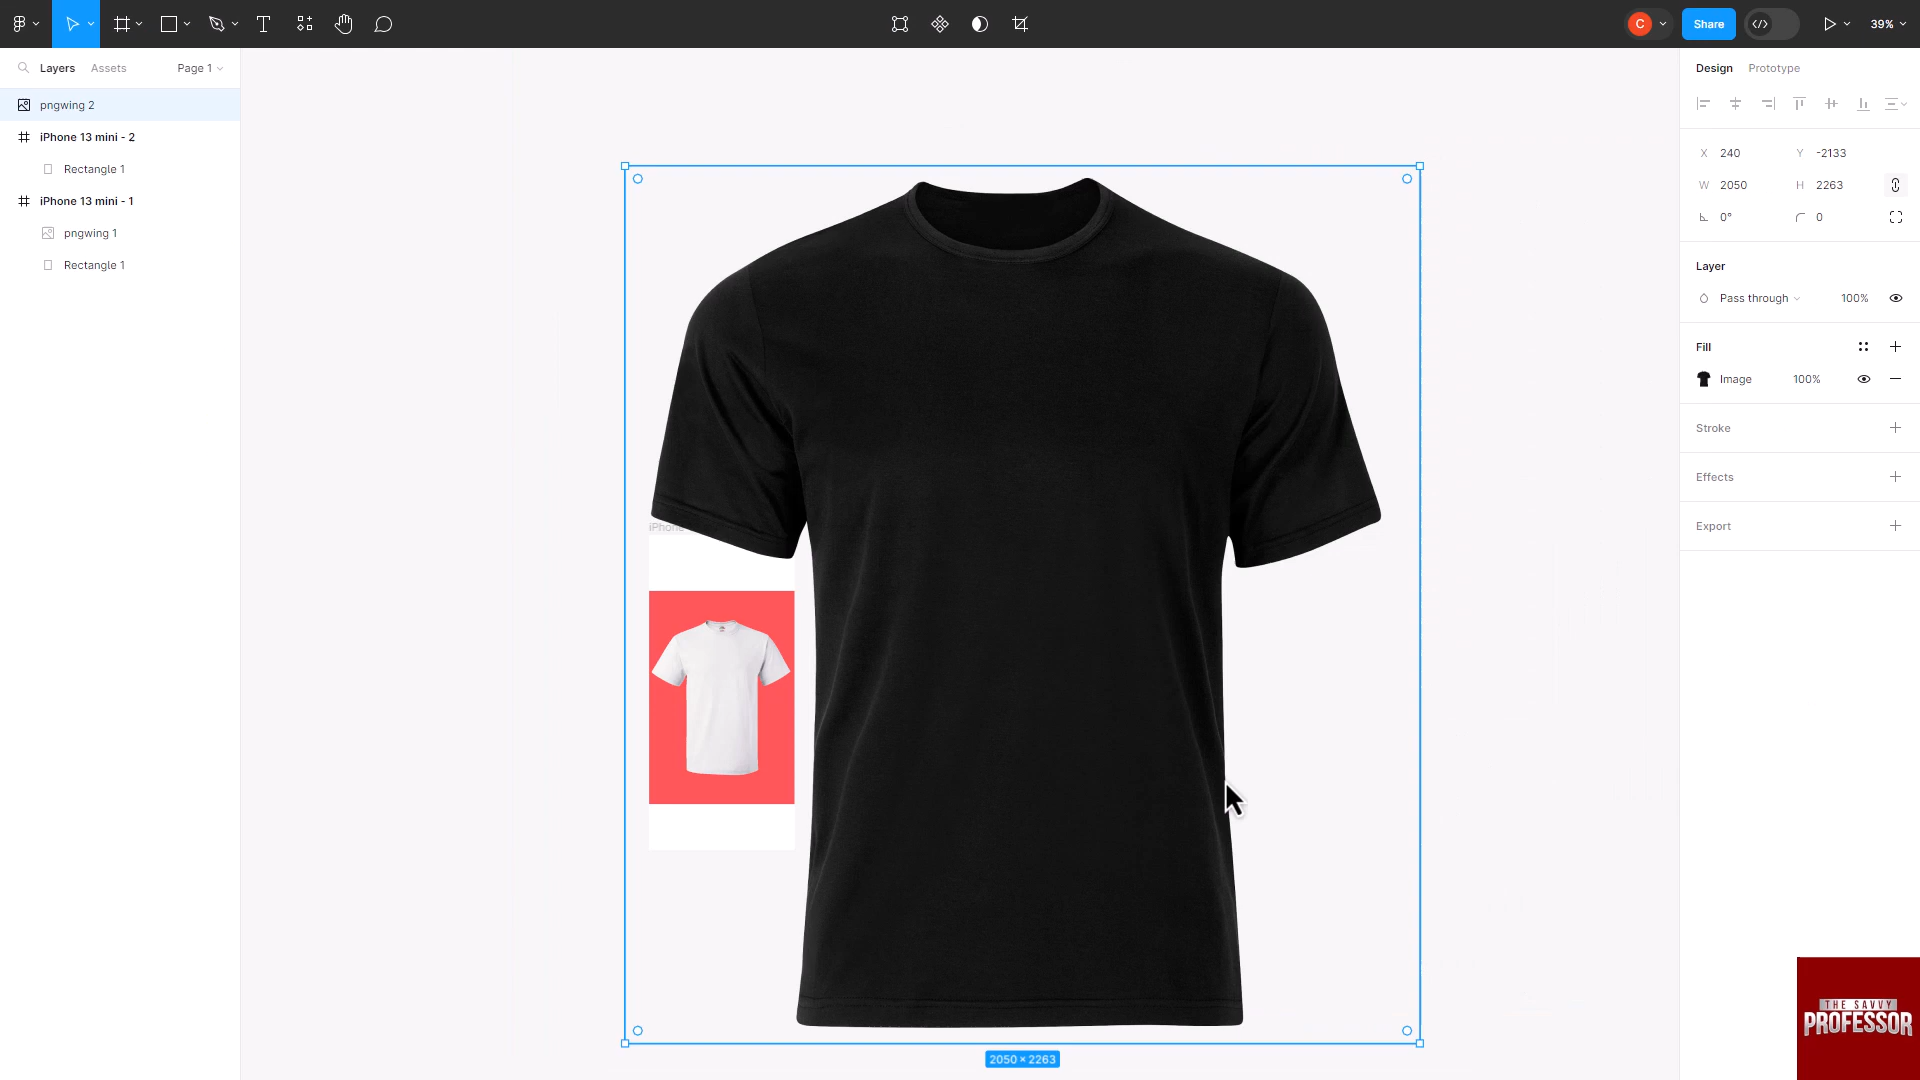 C
Share
39%
Layers
Assets
Page 1
Design
Prototype
pngwing 2
iPhone 13 mini - 2
Rectangle 1
iPhone 13 mini - 1
pngwing 1
Rectangle 1
X 240
Y -2133
W 2050
H 2263
0°
0
Layer
Pass through
100%
Fill
Image
100%
Stroke
Effects
Export
iPhone
2050 × 2263
THE SAVVY
PROFESSOR